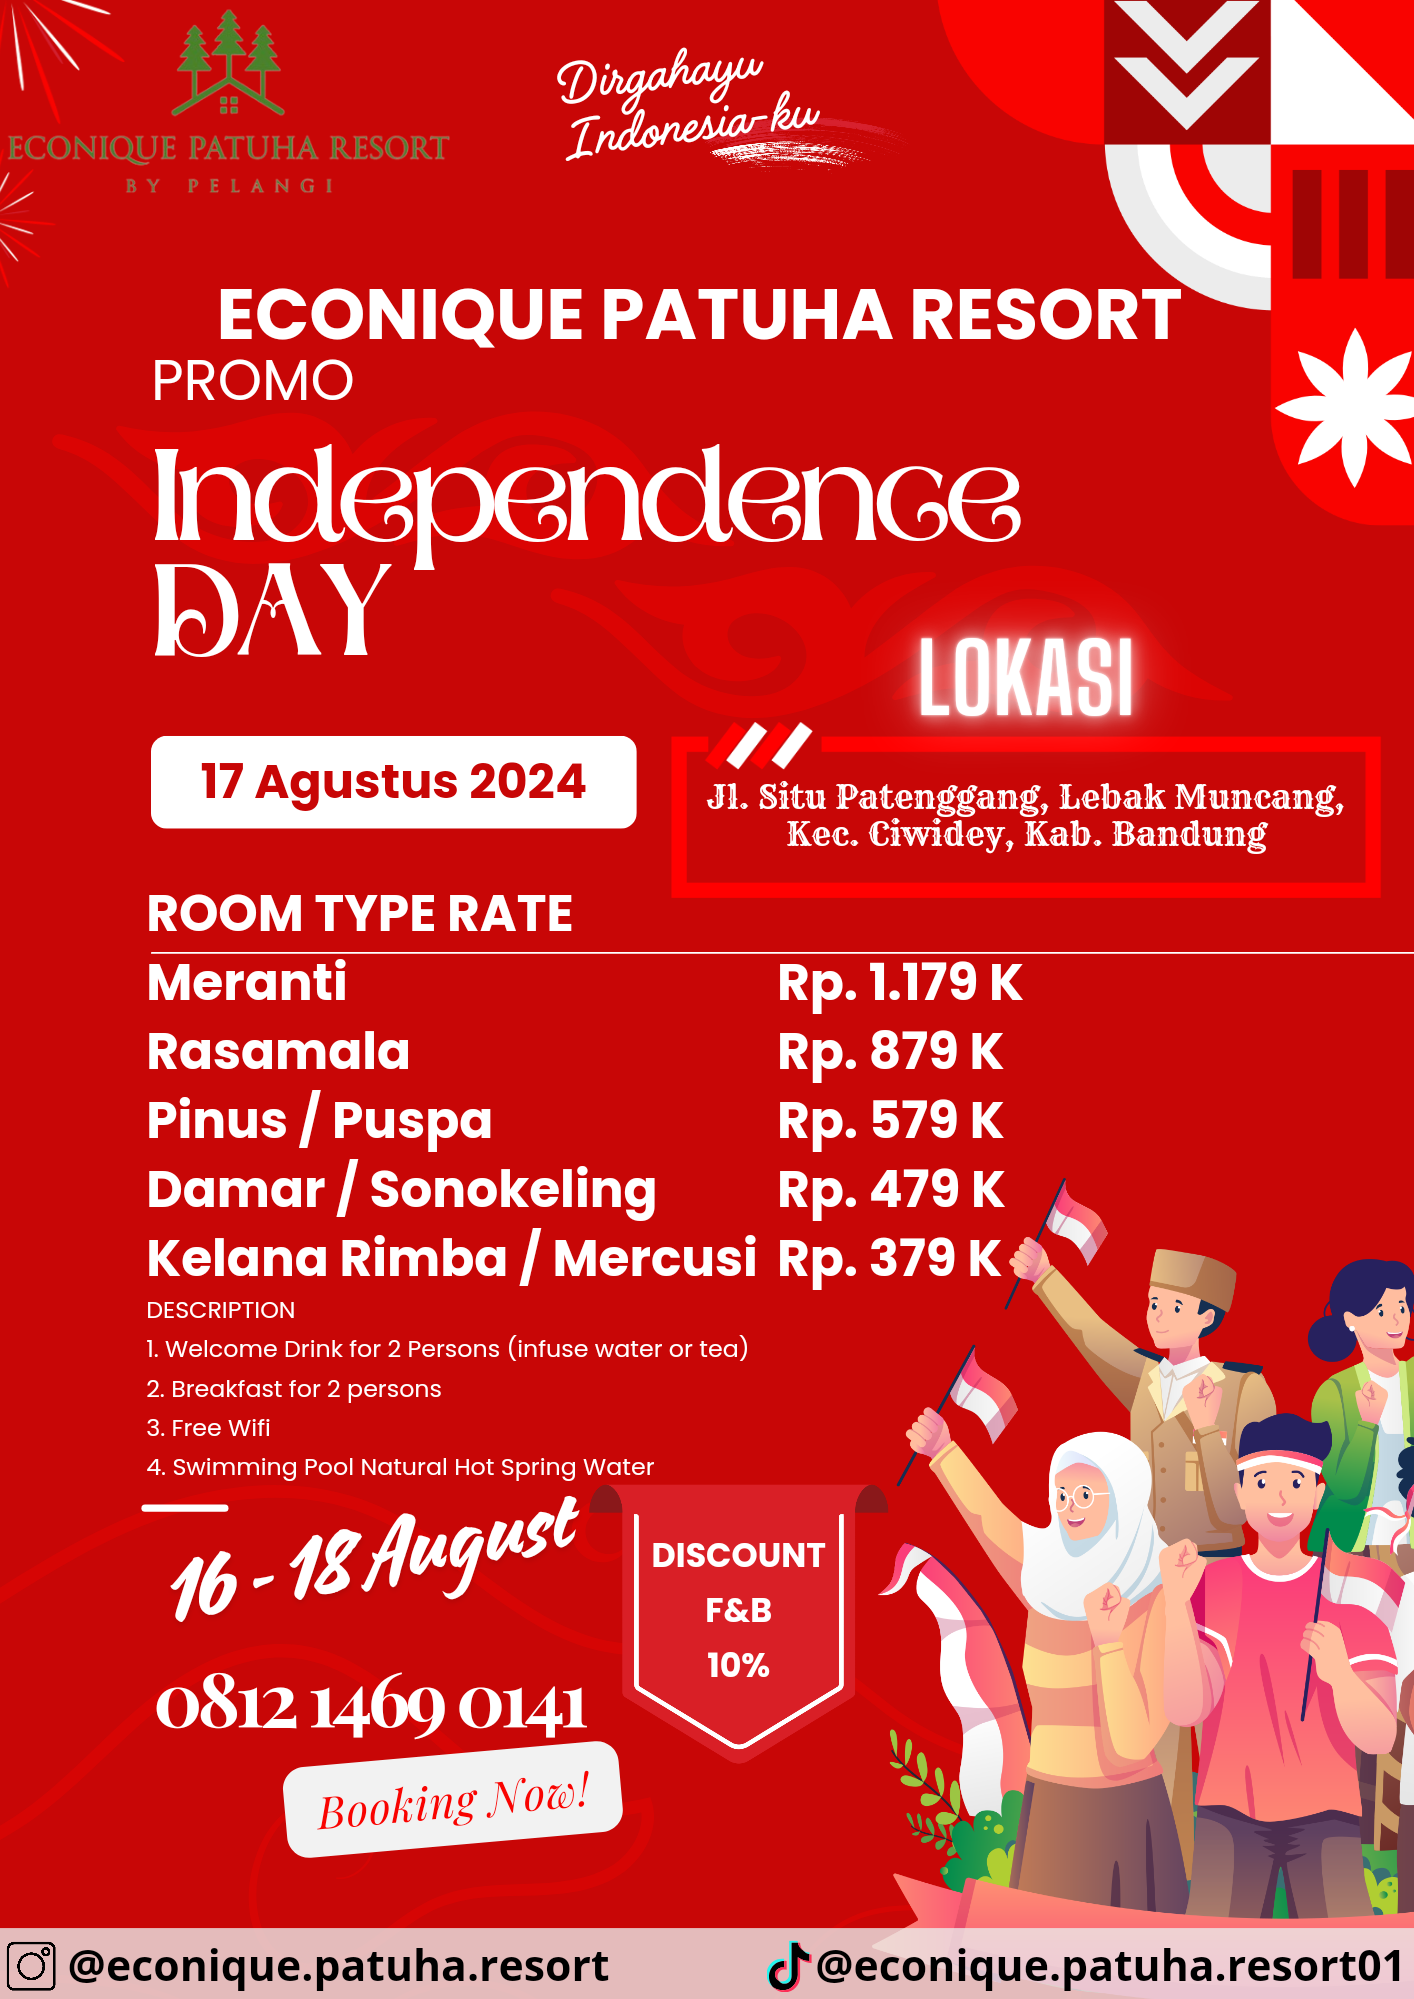 ECONIQUE PATUHA RESORT
BY PELANGI
Dirgahayu
Indonesia-ku
ECONIQUE PATUHA RESORT
PROMO
Independence
DAY
LOKASI
17 Agustus 2024
Jl. Situ Patenggang, Lebak Muncang,
Kec. Ciwidey, Kab. Bandung
ROOM TYPE RATE
Meranti Rp. 1.179 K
Rasamala Rp. 879 K
Pinus / Puspa Rp. 579 K
Damar / Sonokeling Rp. 479 K
Kelana Rimba / Mercusi Rp. 379 K
DESCRIPTION
1. Welcome Drink for 2 Persons (infuse water or tea)
2. Breakfast for 2 persons
3. Free Wifi
4. Swimming Pool Natural Hot Spring Water
16 - 18 August
DISCOUNT
F&B
10%
0812 1469 0141
Booking Now!
@econique.patuha.resort
@econique.patuha.resort01